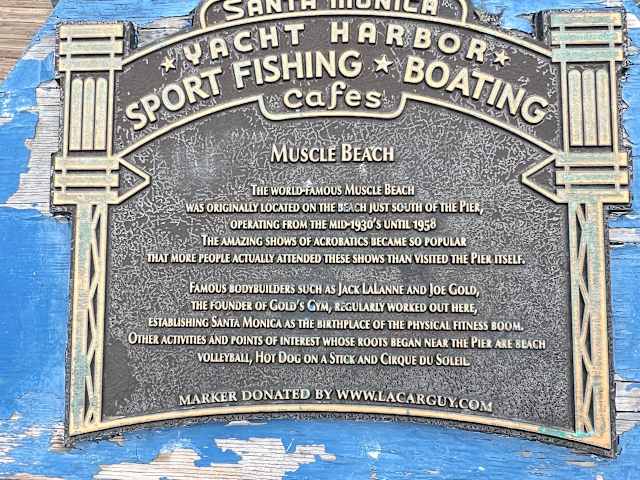 SANTA MONICA
★ YACHT HARBOR ★
SPORT FISHING ★ BOATING
cafes
MUSCLE BEACH
THE WORLD-FAMOUS MUSCLE BEACH
WAS ORIGINALLY LOCATED ON THE BEACH JUST SOUTH OF THE PIER,
OPERATING FROM THE MID-1930'S UNTIL 1958
THE AMAZING SHOWS OF ACROBATICS BECAME SO POPULAR
THAT MORE PEOPLE ACTUALLY ATTENDED THESE SHOWS THAN VISITED THE PIER ITSELF.
FAMOUS BODYBUILDERS SUCH AS JACK LALANNE AND JOE GOLD,
THE FOUNDER OF GOLD'S GYM, REGULARLY WORKED OUT HERE,
ESTABLISHING SANTA MONICA AS THE BIRTHPLACE OF THE PHYSICAL FITNESS BOOM.
OTHER ACTIVITIES AND POINTS OF INTEREST WHOSE ROOTS BEGAN NEAR THE PIER ARE BEACH
VOLLEYBALL, HOT DOG ON A STICK AND CIRQUE DU SOLEIL.
MARKER DONATED BY WWW.LACARGUY.COM